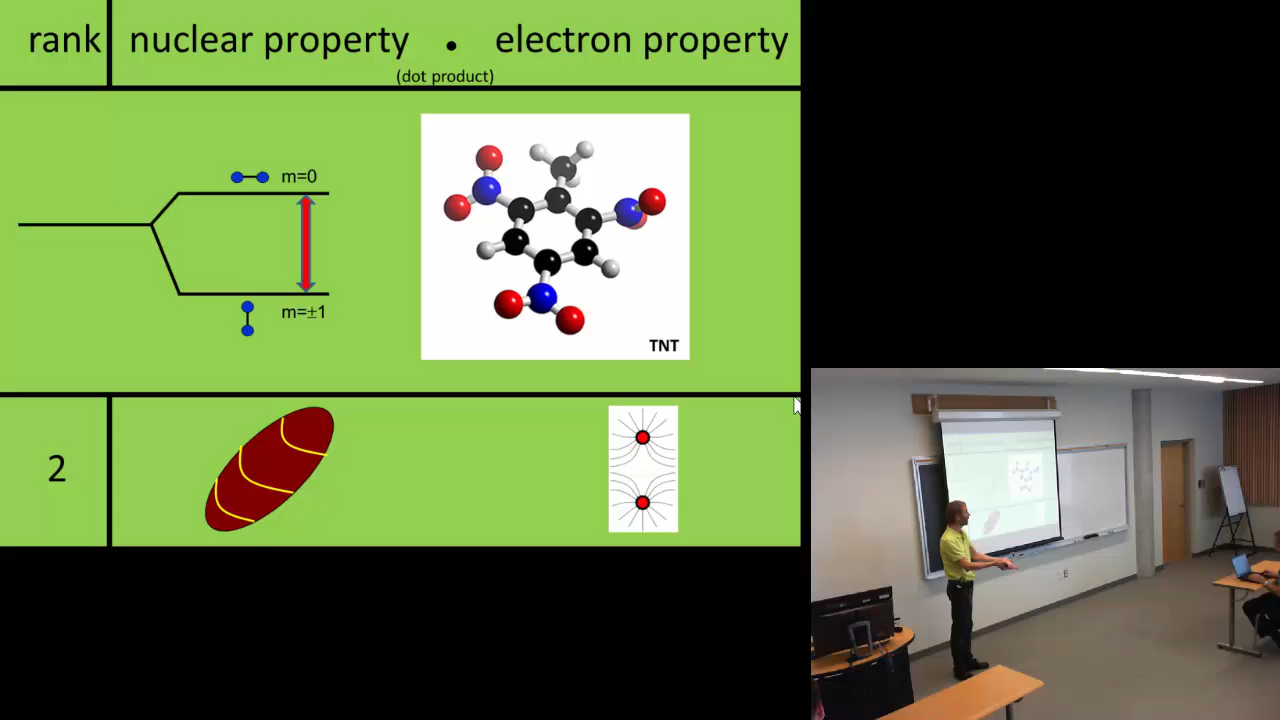 rank nuclear property • electron property
(dot product)
m=0
m=±1
TNT
2